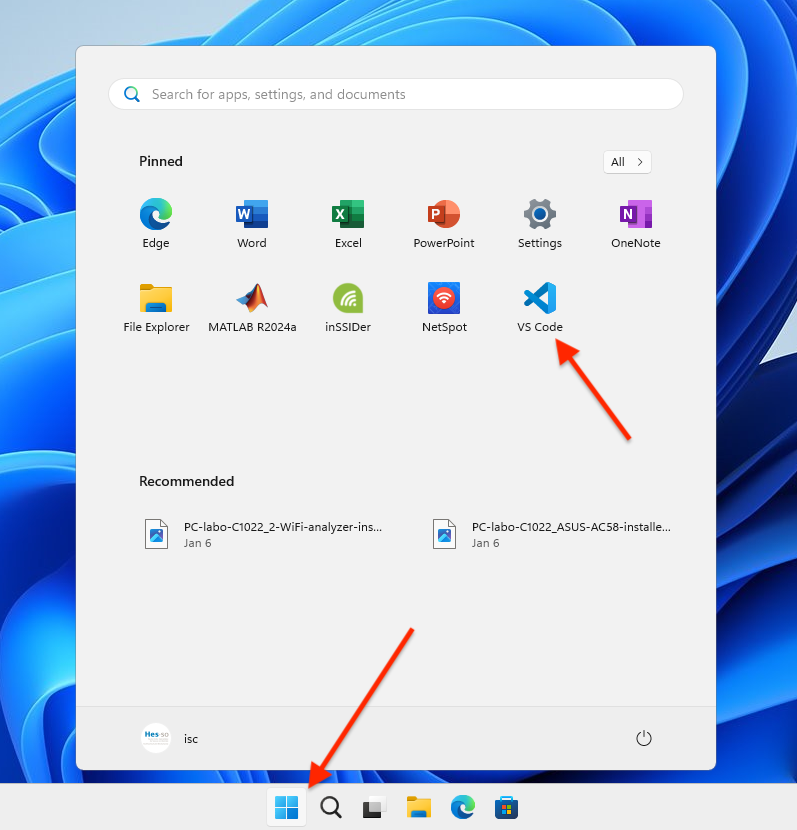 Search for apps, settings, and documents
Pinned
All
Edge
Word
Excel
PowerPoint
Settings
OneNote
File Explorer
MATLAB R2024a
inSSIDer
NetSpot
VS Code
Recommended
PC-labo-C1022_2-WiFi-analyzer-ins...
Jan 6
PC-labo-C1022_ASUS-AC58-installe...
Jan 6
Hes·so
isc